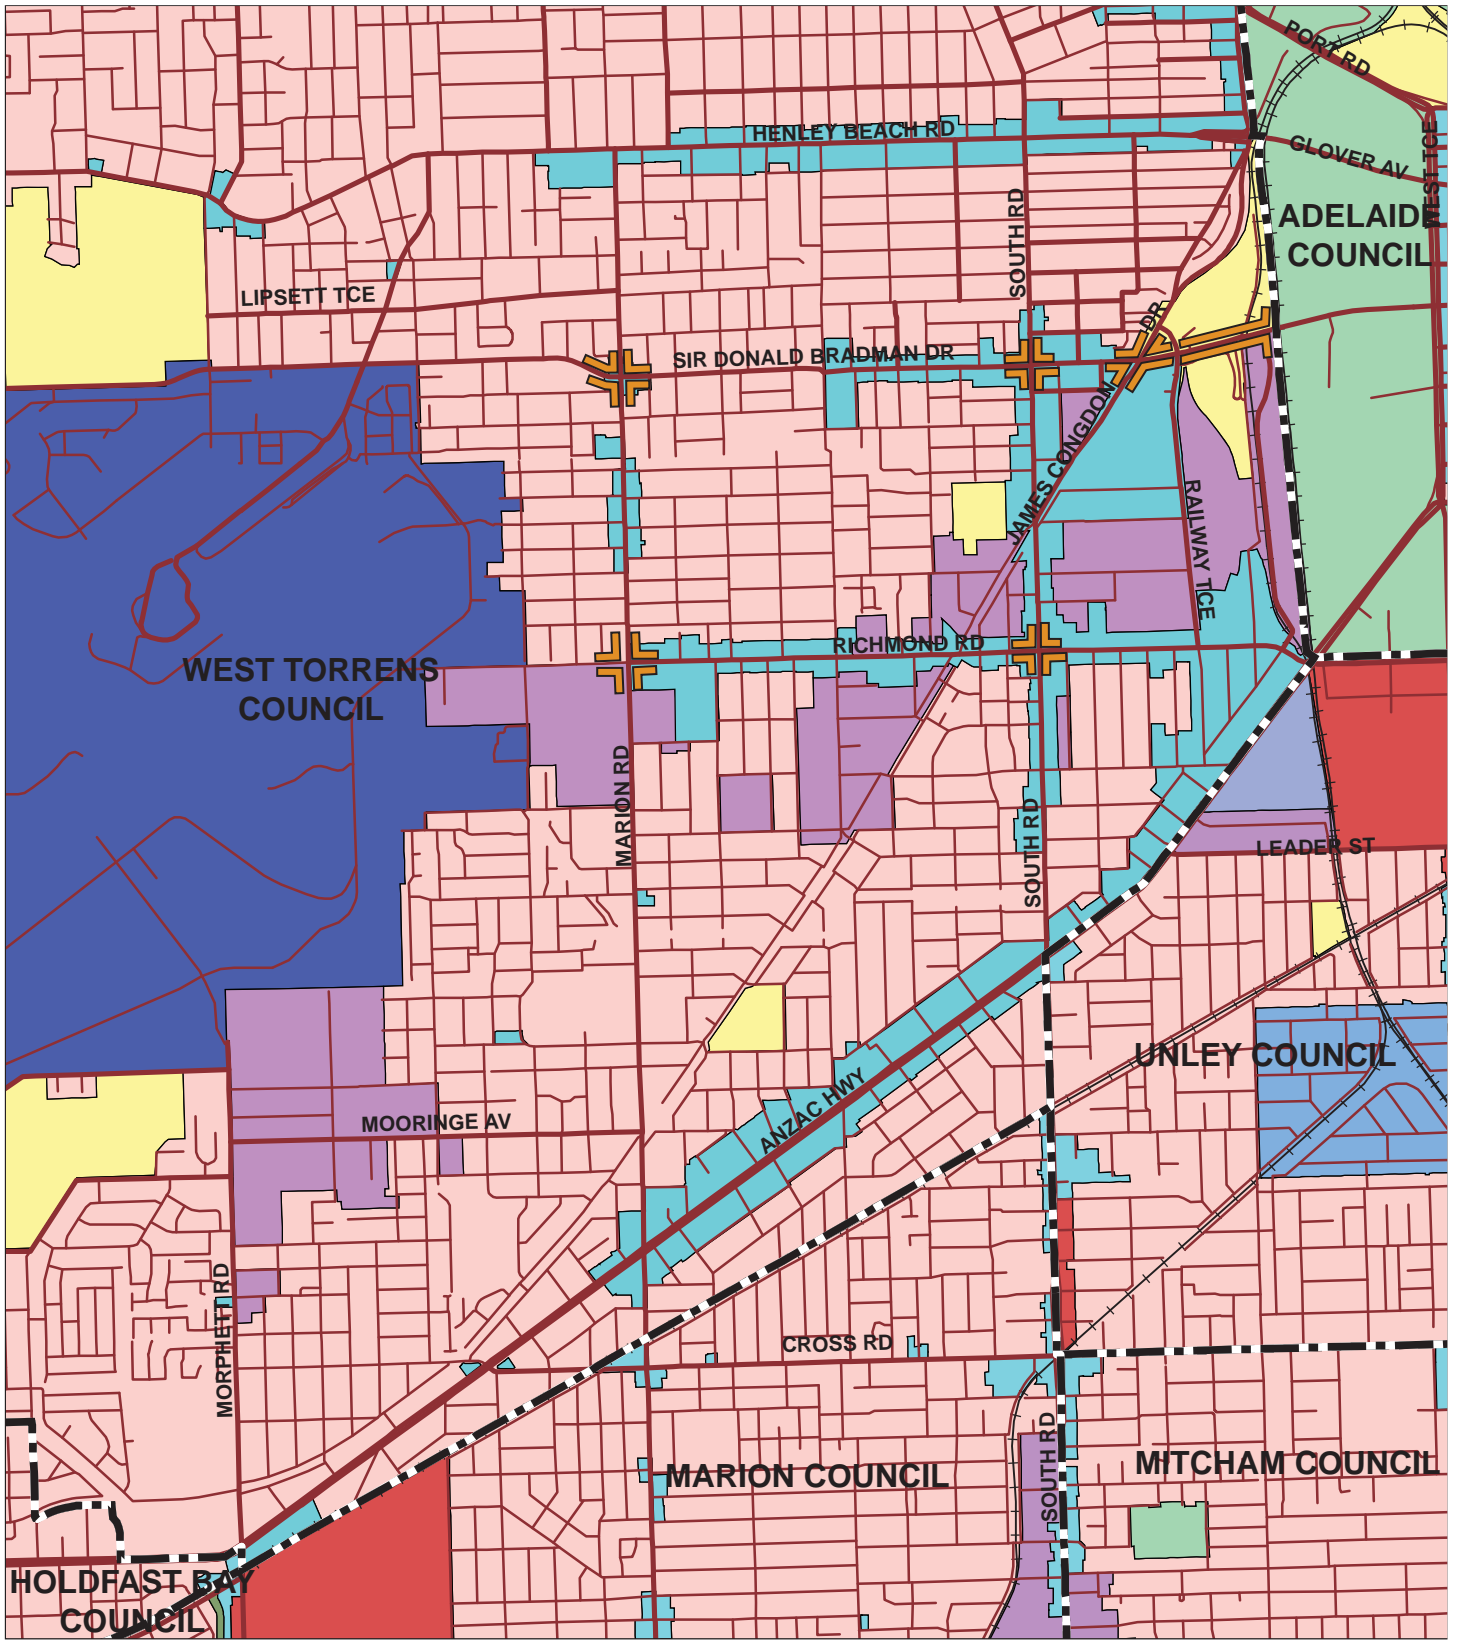 PORT RD
HENLEY BEACH RD
GLOVER AV
WEST TCE
SOUTH RD
ADELAIDE
COUNCIL
LIPSETT TCE
SIR DONALD BRADMAN DR
JAMES CONGDON DR
RAILWAY TCE
RICHMOND RD
WEST TORRENS
COUNCIL
MARION RD
SOUTH RD
LEADER ST
UNLEY COUNCIL
ANZAC HWY
MOORINGE AV
MORPHETT RD
CROSS RD
SOUTH RD
MARION COUNCIL
MITCHAM COUNCIL
HOLDFAST BAY
COUNCIL